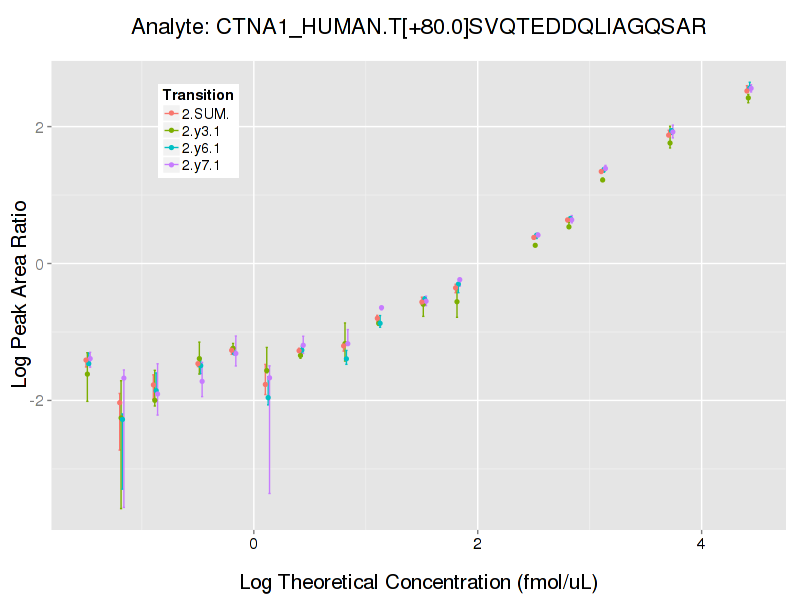 Analyte: CTNA1_HUMAN.T[+80.0]SVQTEDDQLIAGQSAR
Transition
2.SUM.
2.y3.1
2.y6.1
2.y7.1
Log Peak Area Ratio
2
0
-2
0
2
4
Log Theoretical Concentration (fmol/uL)